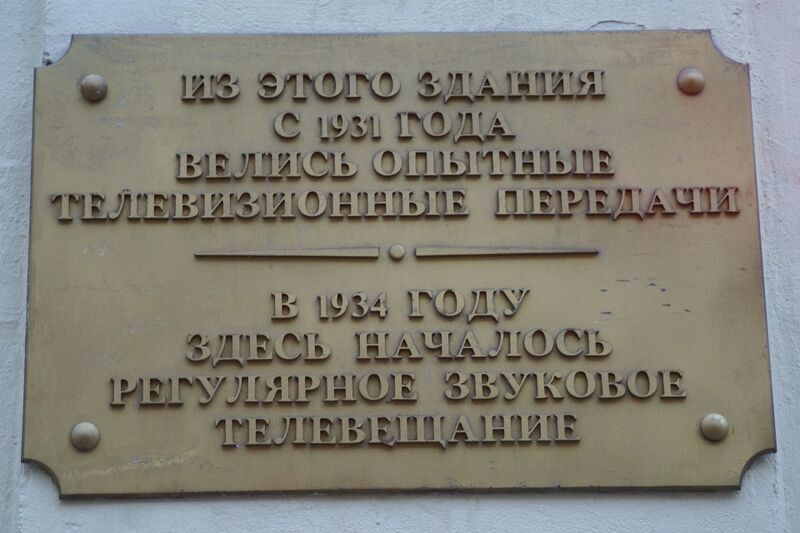 ИЗ ЭТОГО ЗДАНИЯ
С 1931 ГОДА
ВЕЛИСЬ ОПЫТНЫЕ
ТЕЛЕВИЗИОННЫЕ ПЕРЕДАЧИ
В 1934 ГОДУ
ЗДЕСЬ НАЧАЛОСЬ
РЕГУЛЯРНОЕ ЗВУКОВОЕ
ТЕЛЕВЕЩАНИЕ